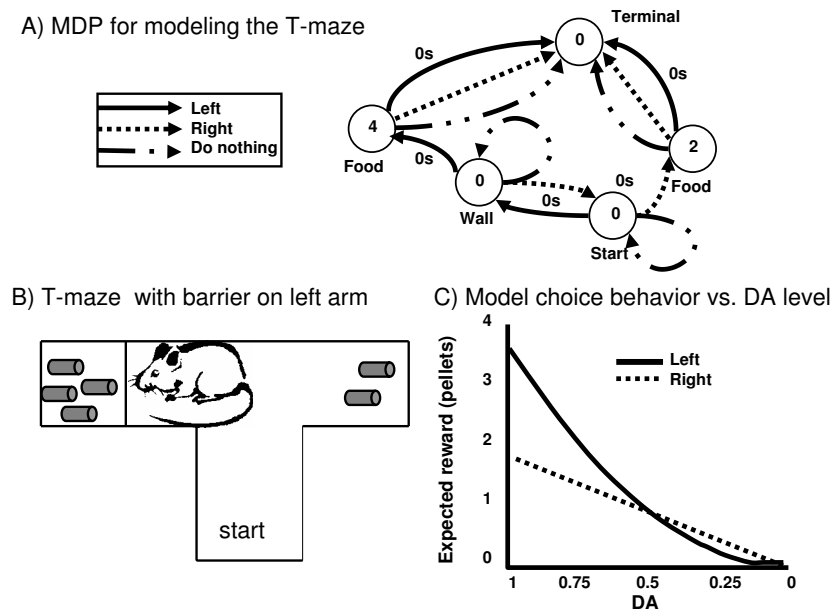 A) MDP for modeling the T-maze
Terminal
0
0s
0s
Left
Right
Do nothing
4
Food
0s
2
Food
0
Wall
0s
0s
0
Start
B) T-maze with barrier on left arm
start
C) Model choice behavior vs. DA level
Expected reward (pellets)
4
3
2
1
0
Left
Right
1 0.75 0.5 0.25 0
DA